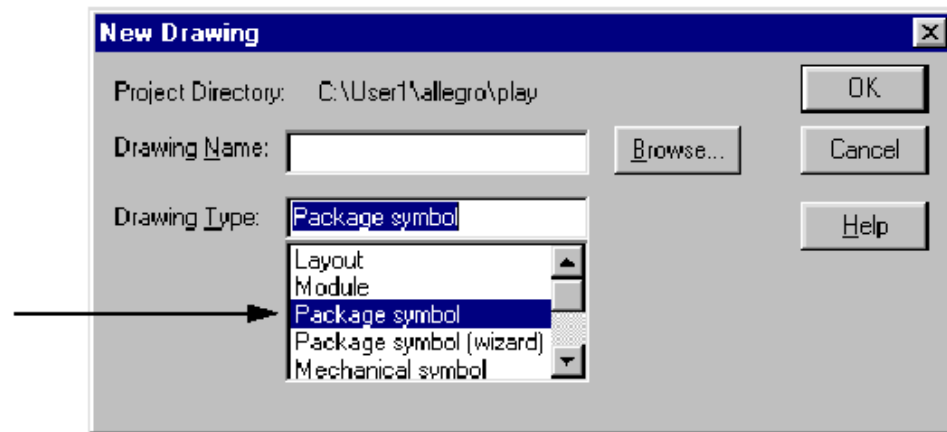 New Drawing
Project Directory: C:\User1\allegro\play
OK
Drawing Name:
Browse...
Cancel
Drawing Type: Package symbol
Help
Layout
Module
Package symbol
Package symbol (wizard)
Mechanical symbol